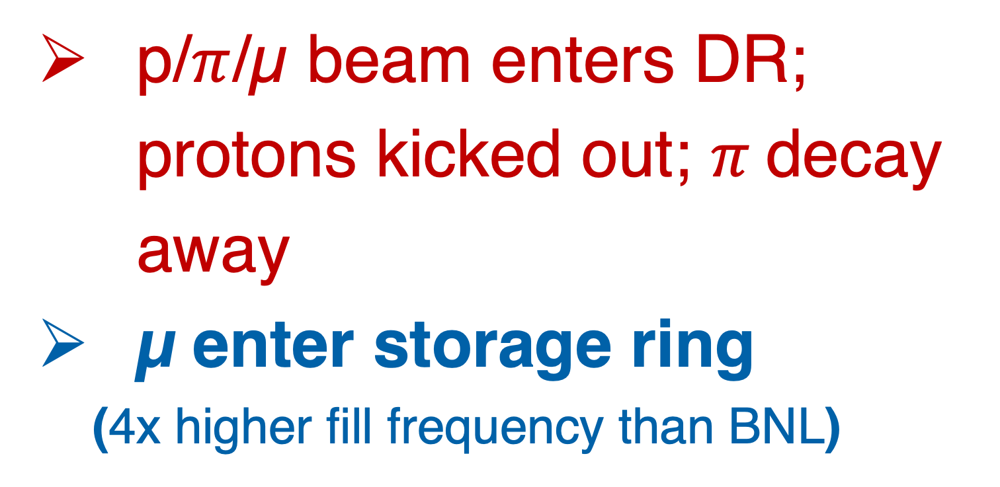 ➢ p/π/μ beam enters DR;
protons kicked out; π decay
away
➢ μ enter storage ring
(4x higher fill frequency than BNL)